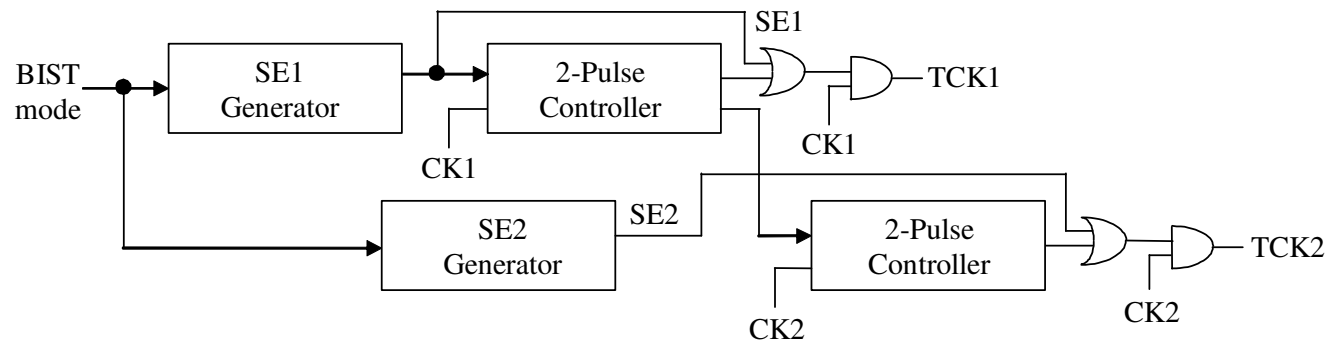 SE1
BIST
mode
SE1
Generator
2-Pulse
Controller
TCK1
CK1
CK1
SE2
Generator
SE2
2-Pulse
Controller
TCK2
CK2
CK2